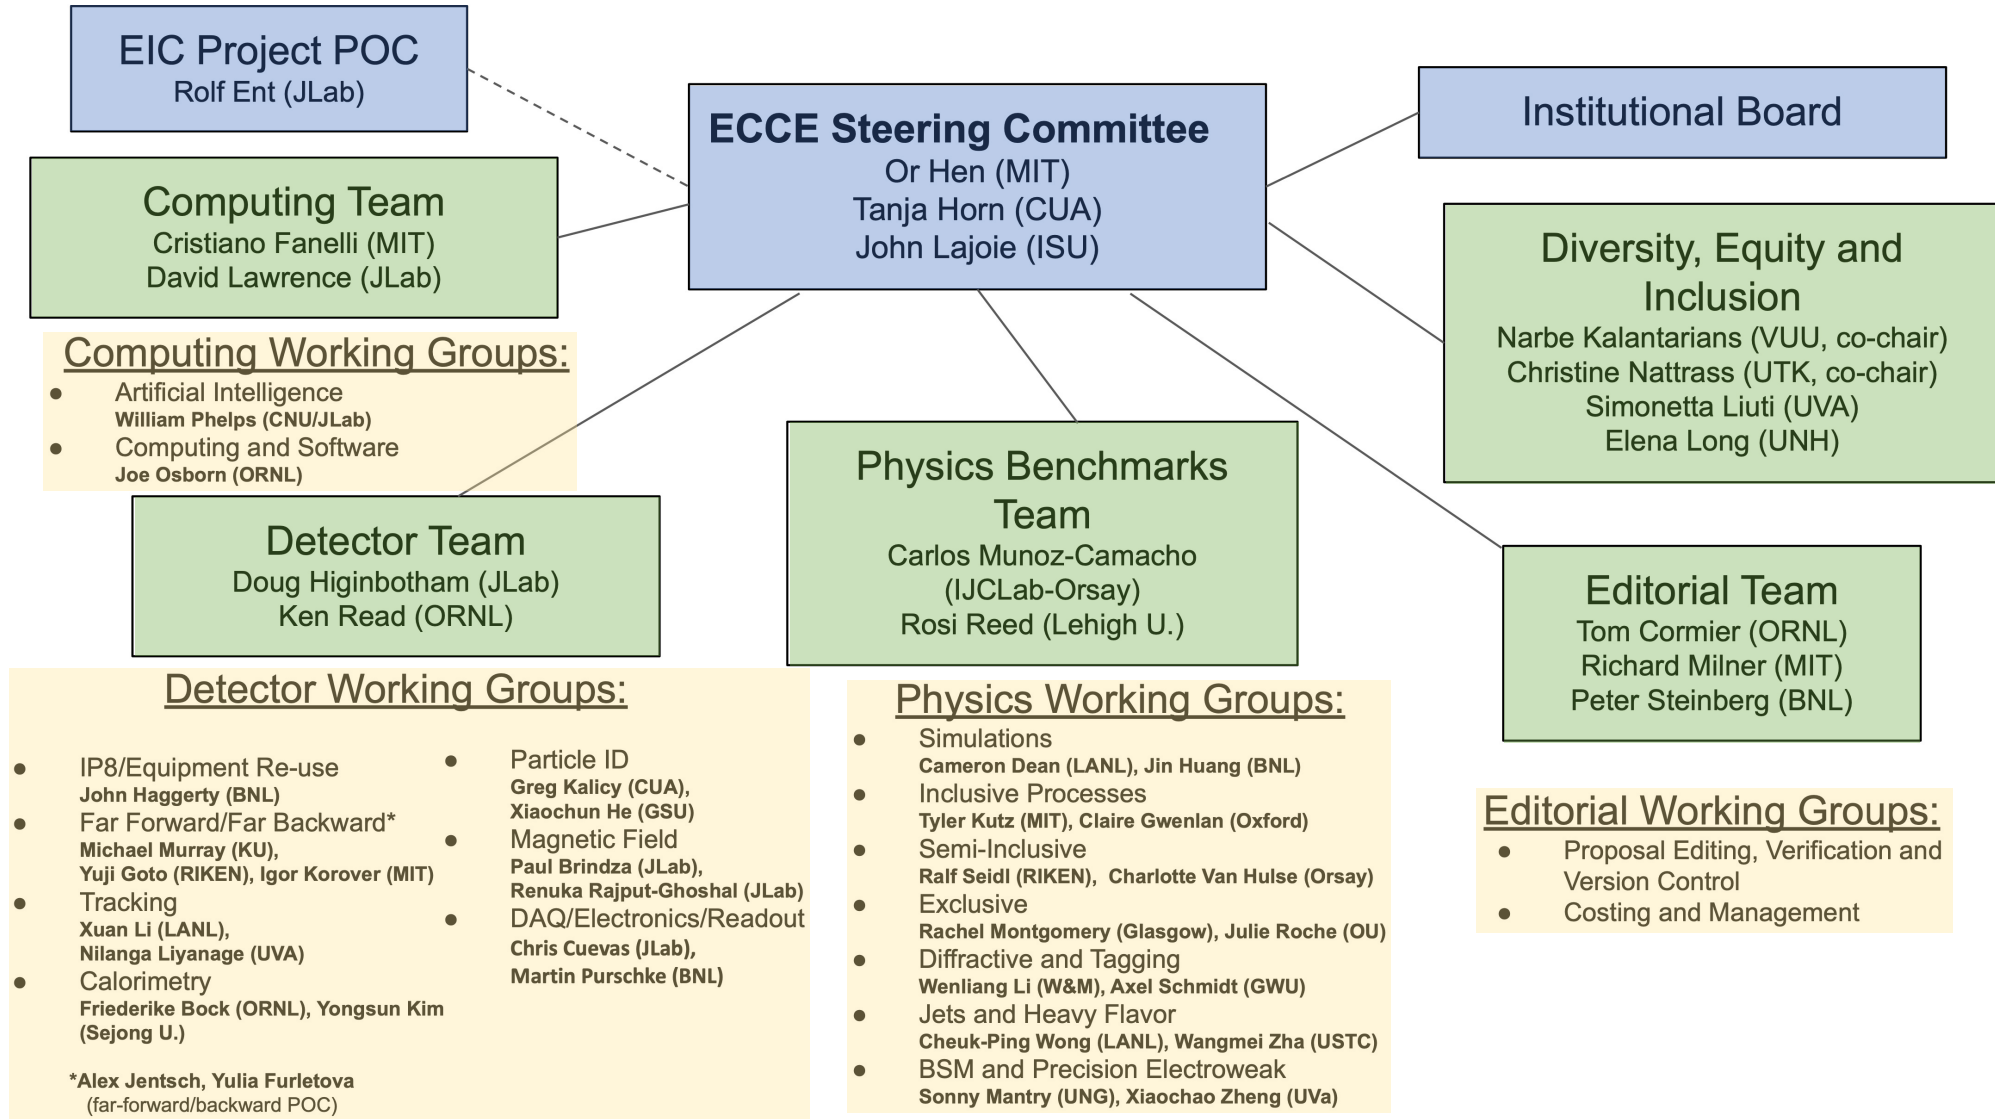 EIC Project POC
Rolf Ent (JLab)
ECCE Steering Committee
Or Hen (MIT)
Tanja Horn (CUA)
John Lajoie (ISU)
Institutional Board
Computing Team
Cristiano Fanelli (MIT)
David Lawrence (JLab)
Computing Working Groups:
● Artificial Intelligence
William Phelps (CNU/JLab)
● Computing and Software
Joe Osborn (ORNL)
Diversity, Equity and
Inclusion
Narbe Kalantarians (VUU, co-chair)
Christine Nattrass (UTK, co-chair)
Simonetta Liuti (UVA)
Elena Long (UNH)
Detector Team
Doug Higinbotham (JLab)
Ken Read (ORNL)
Physics Benchmarks
Team
Carlos Munoz-Camacho
(IJCLab-Orsay)
Rosi Reed (Lehigh U.)
Editorial Team
Tom Cormier (ORNL)
Richard Milner (MIT)
Peter Steinberg (BNL)
Detector Working Groups:
● IP8/Equipment Re-use
John Haggerty (BNL)
● Far Forward/Far Backward*
Michael Murray (KU),
Yuji Goto (RIKEN), Igor Korover (MIT)
● Tracking
Xuan Li (LANL),
Nilanga Liyanage (UVA)
● Calorimetry
Friederike Bock (ORNL), Yongsun Kim
(Sejong U.)
*Alex Jentsch, Yulia Furletova
(far-forward/backward POC)
● Particle ID
Greg Kalicy (CUA),
Xiaochun He (GSU)
● Magnetic Field
Paul Brindza (JLab),
Renuka Rajput-Ghoshal (JLab)
● DAQ/Electronics/Readout
Chris Cuevas (JLab),
Martin Purschke (BNL)
Physics Working Groups:
● Simulations
Cameron Dean (LANL), Jin Huang (BNL)
● Inclusive Processes
Tyler Kutz (MIT), Claire Gwenlan (Oxford)
● Semi-Inclusive
Ralf Seidl (RIKEN), Charlotte Van Hulse (Orsay)
● Exclusive
Rachel Montgomery (Glasgow), Julie Roche (OU)
● Diffractive and Tagging
Wenliang Li (W&M), Axel Schmidt (GWU)
● Jets and Heavy Flavor
Cheuk-Ping Wong (LANL), Wangmei Zha (USTC)
● BSM and Precision Electroweak
Sonny Mantry (UNG), Xiaochao Zheng (UVa)
Editorial Working Groups:
● Proposal Editing, Verification and
Version Control
● Costing and Management